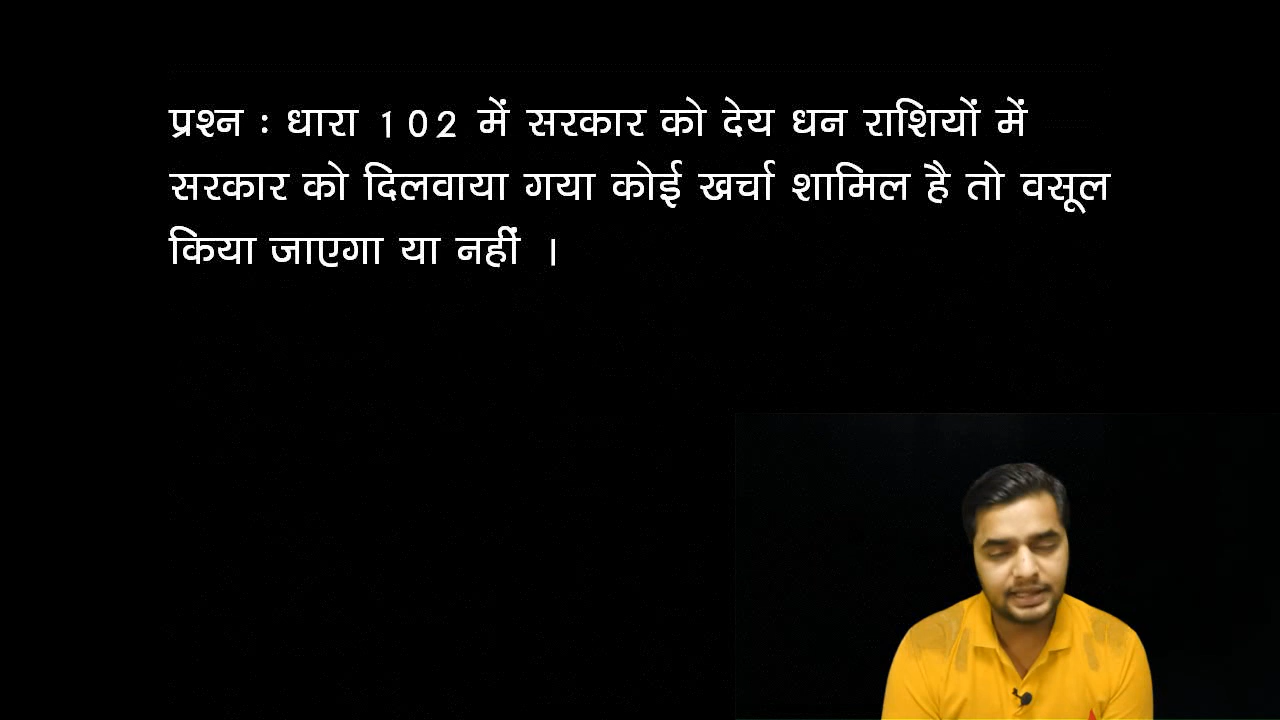 प्रश्न : धारा 102 में सरकार को देय धन राशियों में
सरकार को दिलवाया गया कोई खर्चा शामिल है तो वसूल
किया जाएगा या नहीं ।